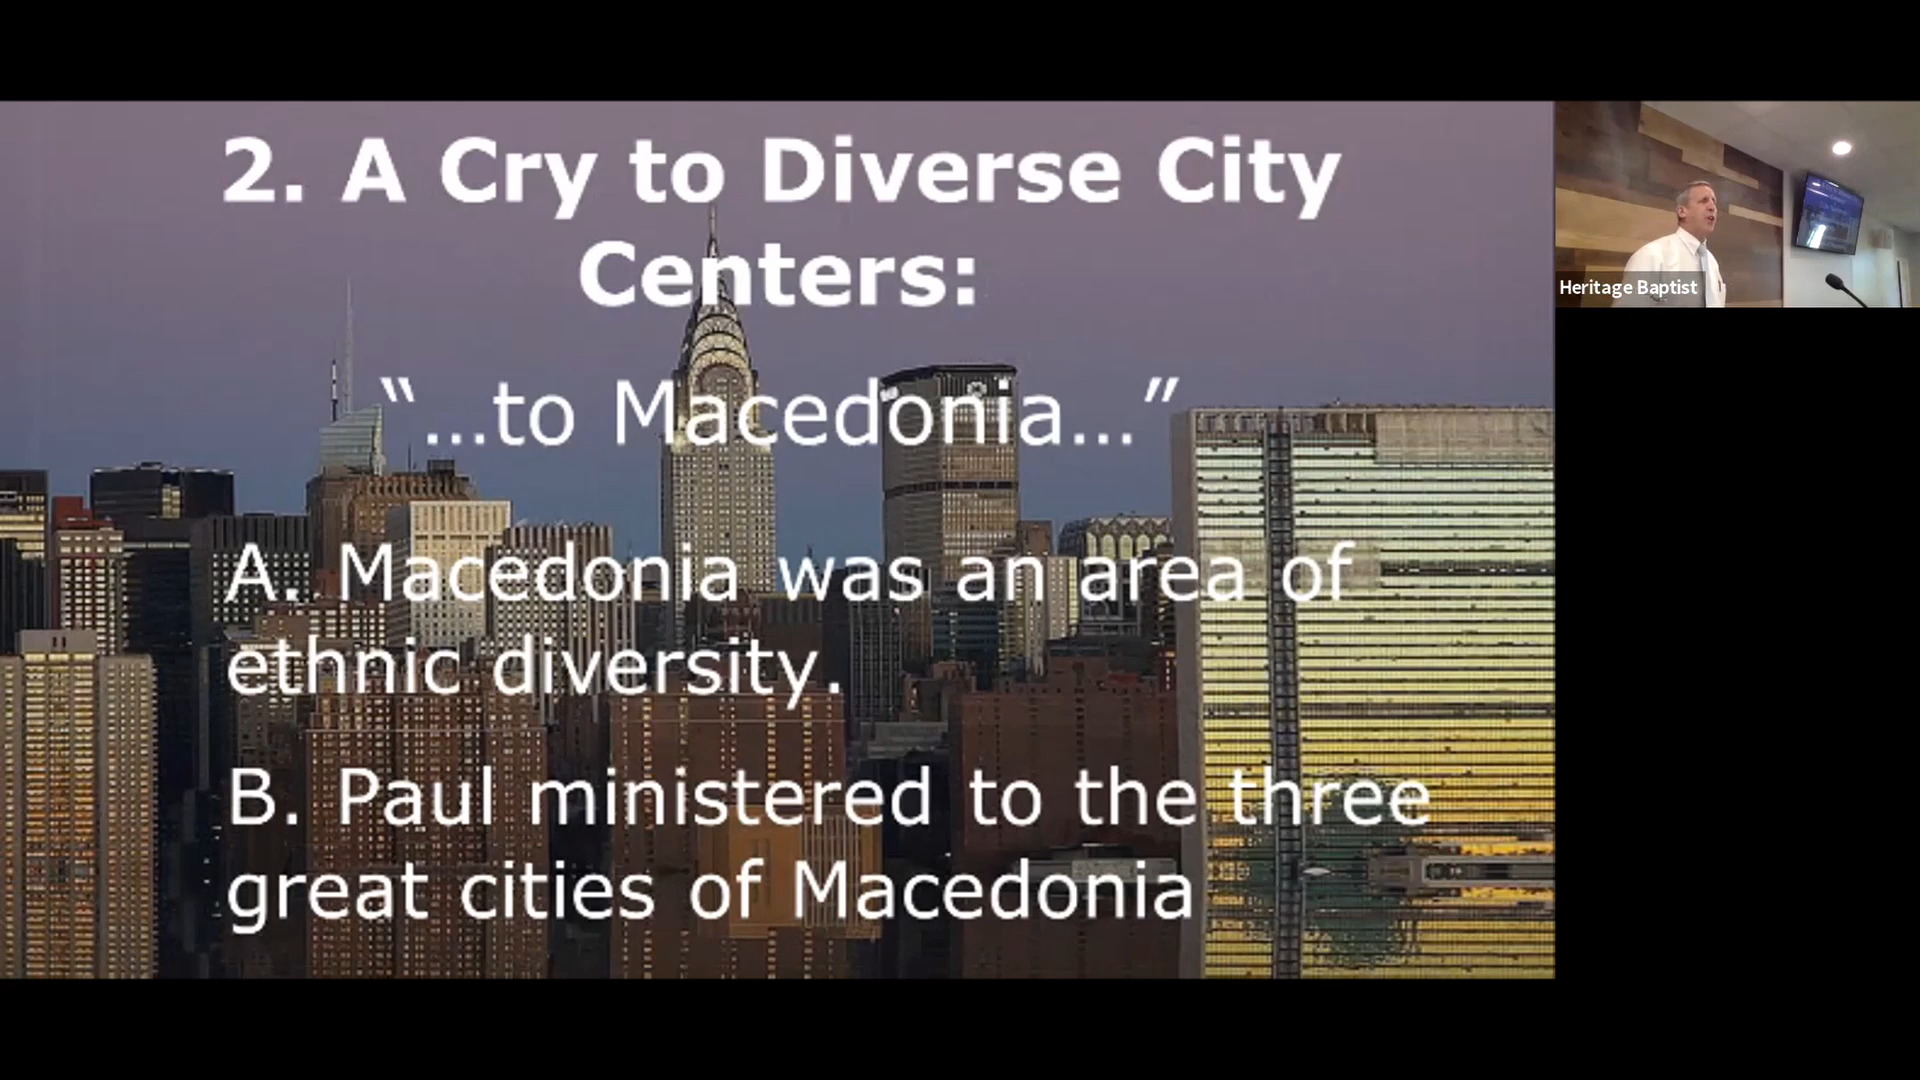 2. A Cry to Diverse City
Centers:
“…to Macedonia…”
A. Macedonia was an area of
ethnic diversity.
B. Paul ministered to the three
great cities of Macedonia
Heritage Baptist